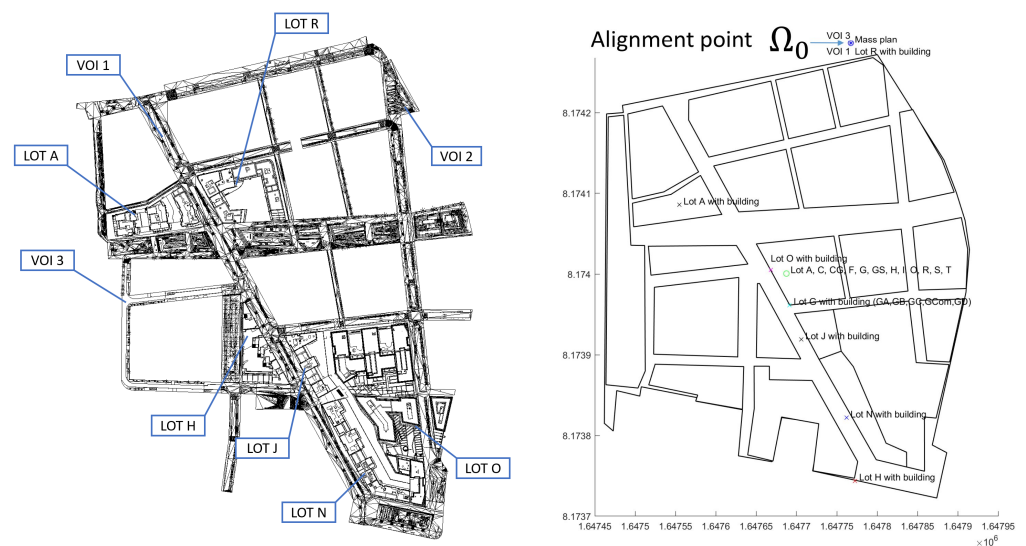 LOT R
VOI 1
LOT A
VOI 2
VOI 3
LOT H
LOT J
LOT O
LOT N
Alignment point Ω0
VOI 3 Mass plan
VOI 1 Lot R with building
8.1742
8.1741
8.174
8.1739
8.1738
8.1737
Lot A with building
Lot O with building
Lot A, C, CG, F, G, GS, H, I, O, R, S, T
Lot G with building (GA,GB,GC,GCom,GD)
Lot J with building
Lot N with building
Lot H with building
1.64745 1.6475 1.64755 1.6476 1.64765 1.6477 1.64775 1.6478 1.64785 1.6479 1.64795
×10^6